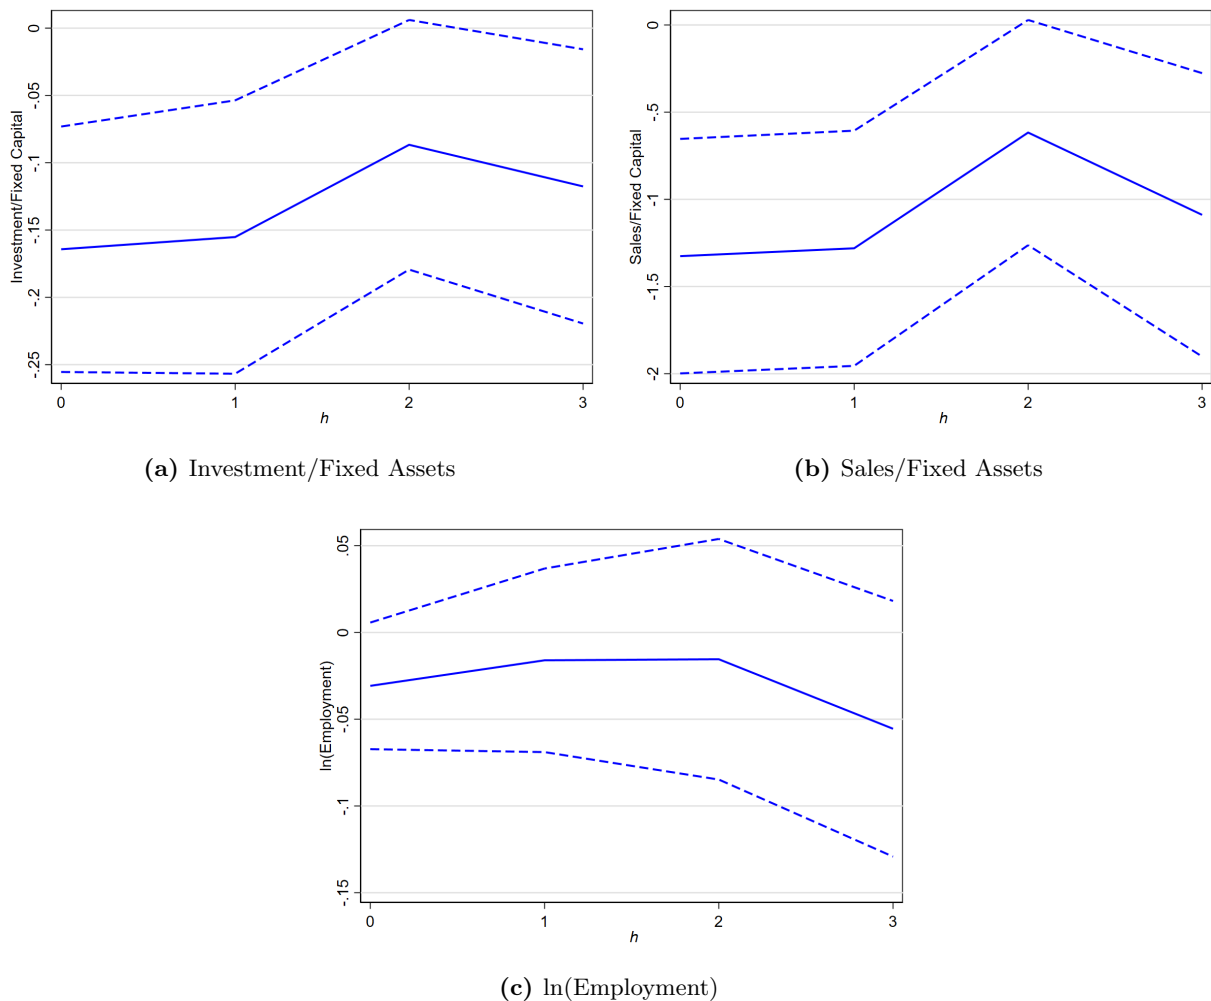 Investment/Fixed Capital
0
-.05
-.1
-.15
-.2
-.25
0 1 2 3
h
(a) Investment/Fixed Assets
Sales/Fixed Capital
0
-.5
-1
-1.5
-2
0 1 2 3
h
(b) Sales/Fixed Assets
ln(Employment)
.05
0
-.05
-.1
-.15
0 1 2 3
h
(c) ln(Employment)